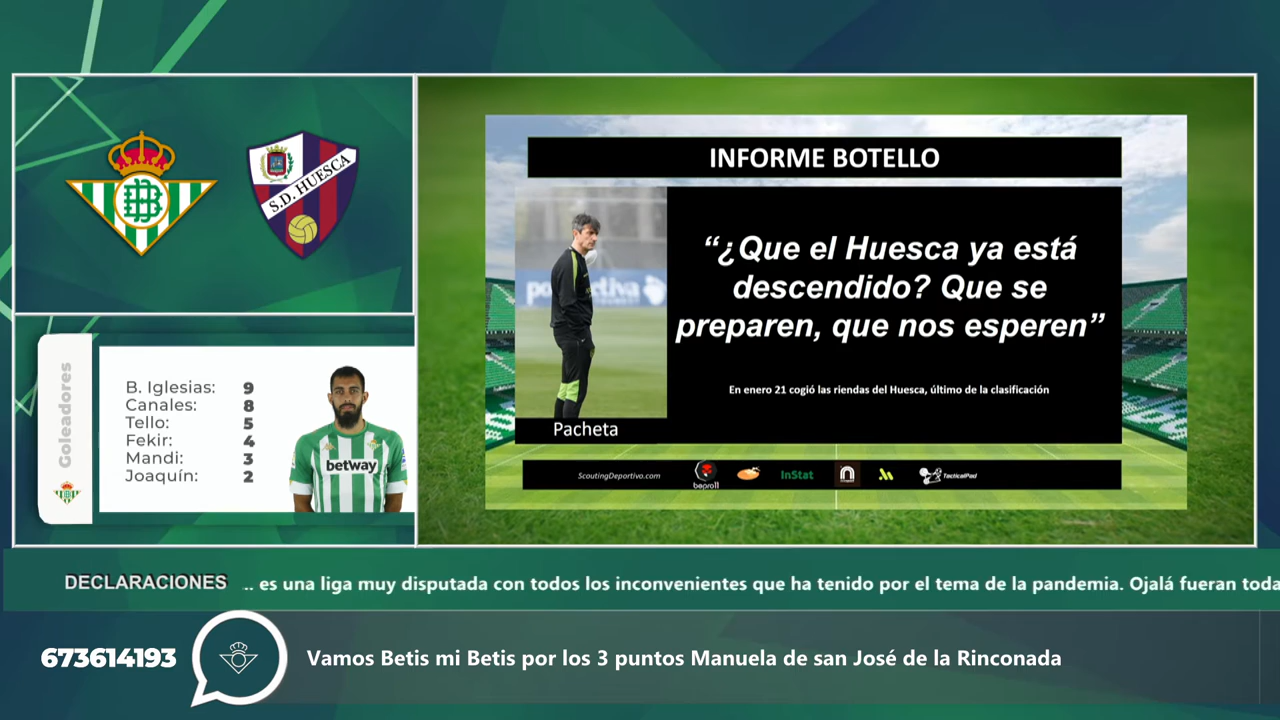 S.D. HUESCA
INFORME BOTELLO
“¿Que el Huesca ya está
descendido? Que se
preparen, que nos esperen”
En enero 21 cogió las riendas del Huesca, último de la clasificación
Pacheta
ScoutingDeportivo.com
bepro11
InStat
TacticalPad
Goleadores
B. Iglesias: 9
Canales: 8
Tello: 5
Fekir: 4
Mandi: 3
Joaquín: 2
betway
DECLARACIONES .. es una liga muy disputada con todos los inconvenientes que ha tenido por el tema de la pandemia. Ojalá fueran toda
673614193 Vamos Betis mi Betis por los 3 puntos Manuela de san José de la Rinconada